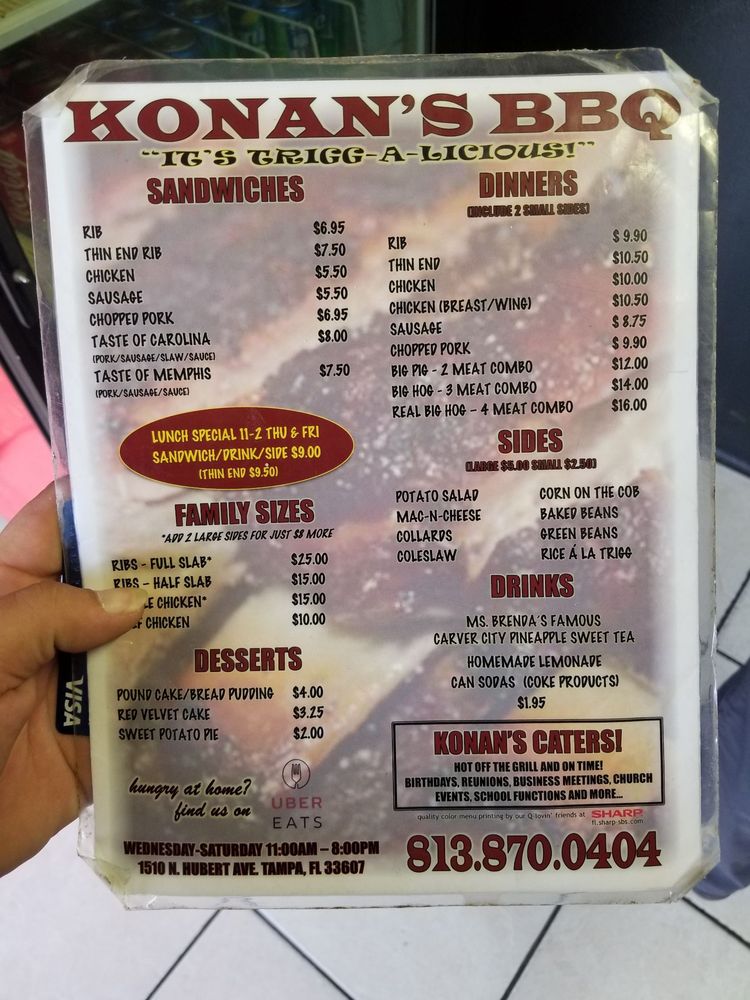 KONAN'S BBQ
"IT'S TRIGG-A-LICIOUS!"
SANDWICHES
RIB $6.95
THIN END RIB $7.50
CHICKEN $5.50
SAUSAGE $5.50
CHOPPED PORK $6.95
TASTE OF CAROLINA $8.00
(PORK/SAUSAGE/SLAW/SAUCE)
TASTE OF MEMPHIS $7.50
(PORK/SAUSAGE/SAUCE)
LUNCH SPECIAL 11-2 THU & FRI
SANDWICH/DRINK/SIDE $9.00
(THIN END $9.50)
FAMILY SIZES
*ADD 2 LARGE SIDES FOR JUST $8 MORE
RIBS - FULL SLAB* $25.00
RIBS - HALF SLAB $15.00
CHICKEN* $15.00
CHICKEN $10.00
DESSERTS
POUND CAKE/BREAD PUDDING $4.00
RED VELVET CAKE $3.25
SWEET POTATO PIE $2.00
hungry at home?
find us on
UBER
EATS
WEDNESDAY-SATURDAY 11:00AM – 8:00PM
1510 N. HUBERT AVE. TAMPA, FL 33607
DINNERS
(INCLUDE 2 SMALL SIDES)
RIB $ 9.90
THIN END $10.50
CHICKEN $10.00
CHICKEN (BREAST/WING) $10.50
SAUSAGE $ 8.75
CHOPPED PORK $ 9.90
BIG PIG - 2 MEAT COMBO $12.00
BIG HOG - 3 MEAT COMBO $14.00
REAL BIG HOG - 4 MEAT COMBO $16.00
SIDES
(LARGE $5.00 SMALL $2.50)
POTATO SALAD CORN ON THE COB
MAC-N-CHEESE BAKED BEANS
COLLARDS GREEN BEANS
COLESLAW RICE Á LA TRIGG
DRINKS
MS. BRENDA'S FAMOUS
CARVER CITY PINEAPPLE SWEET TEA
HOMEMADE LEMONADE
CAN SODAS (COKE PRODUCTS)
$1.95
KONAN'S CATERS!
HOT OFF THE GRILL AND ON TIME!
BIRTHDAYS, REUNIONS, BUSINESS MEETINGS, CHURCH
EVENTS, SCHOOL FUNCTIONS AND MORE...
quality color menu printing by our Q-lovin' friends at SHARP
fl.sharp-sbs.com
813.870.0404
VISA